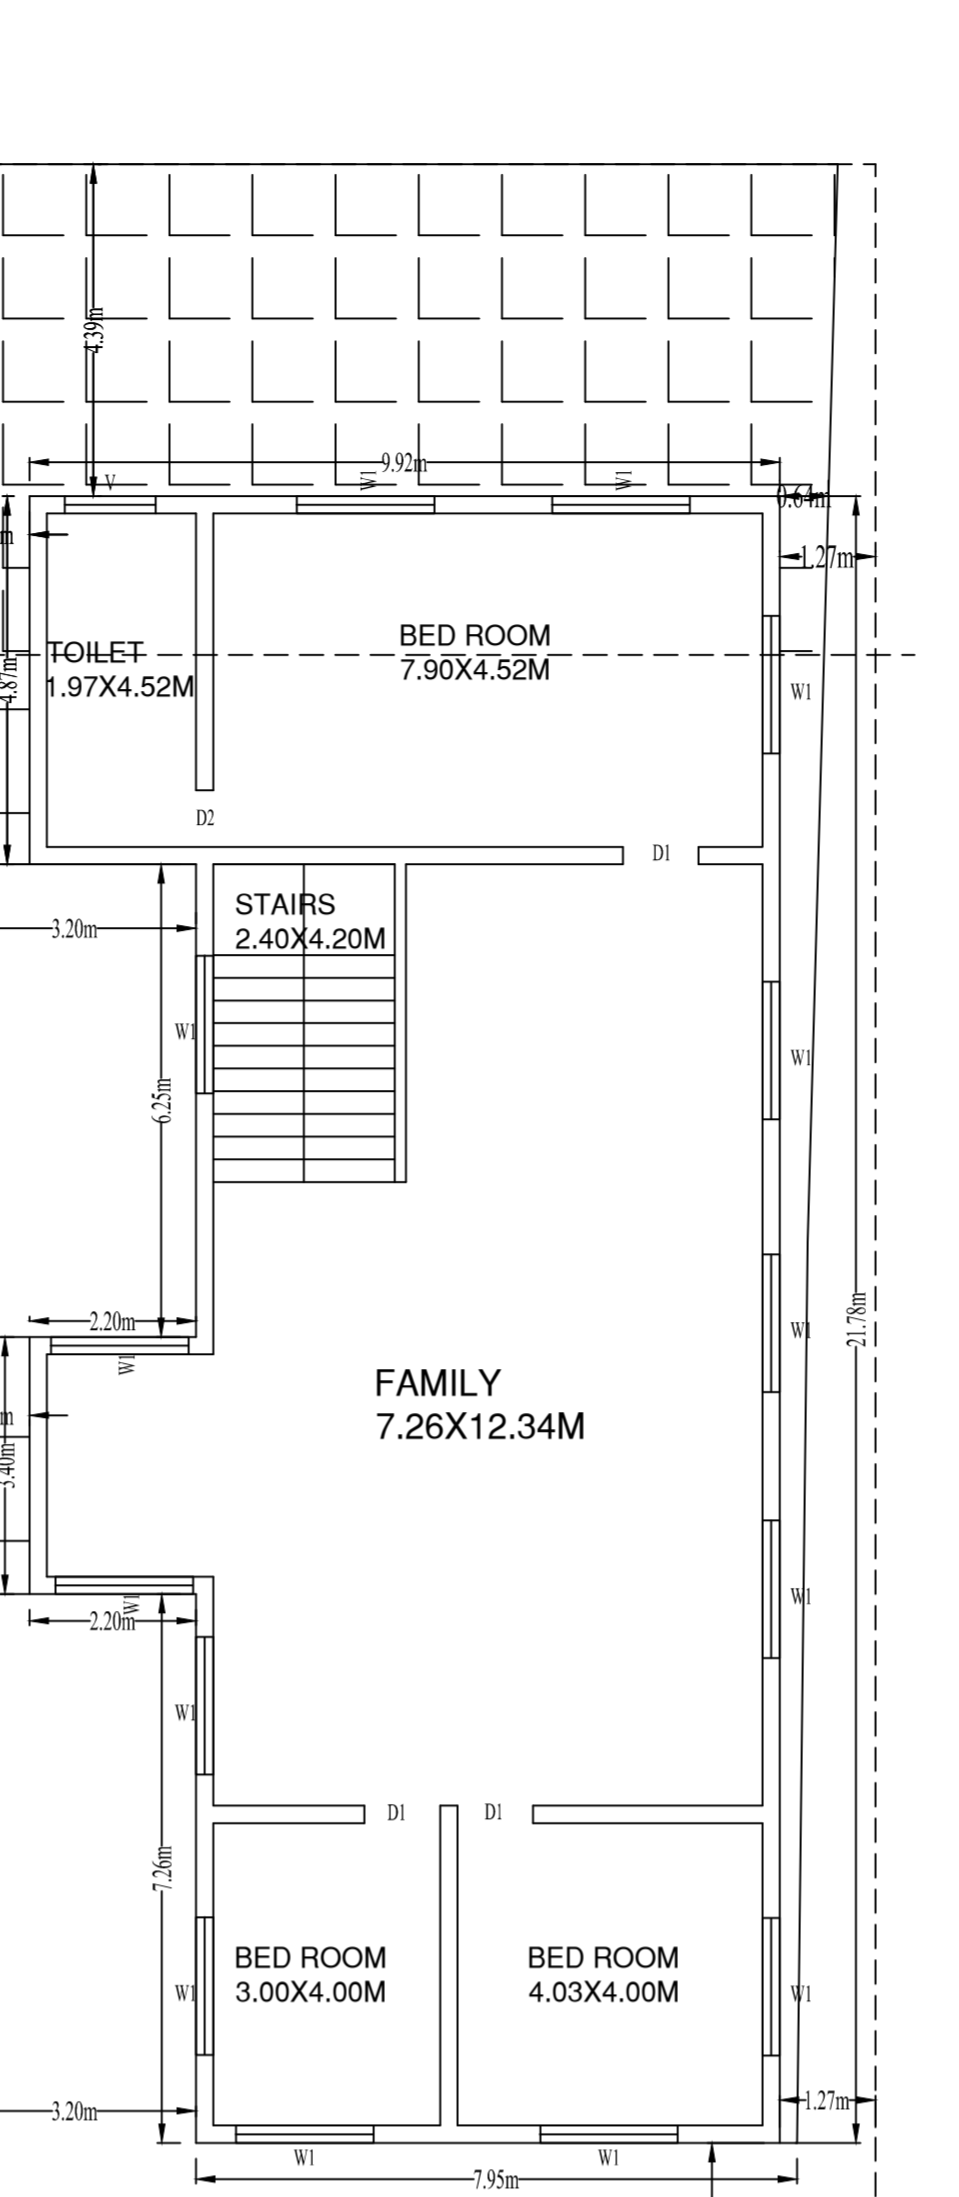 4.39m
9.92m
V
W1
W1
0.64m
m
1.27m
BED ROOM
7.90X4.52M
TOILET
1.97X4.52M
4.87m
W1
D2
D1
STAIRS
2.40X4.20M
3.20m
W1
W1
6.25m
2.20m
W1
W1
21.78m
FAMILY
7.26X12.34M
m
3.40m
W1
W1
2.20m
W1
D1
D1
7.26m
BED ROOM
3.00X4.00M
BED ROOM
4.03X4.00M
W1
W1
3.20m
1.27m
W1
W1
7.95m